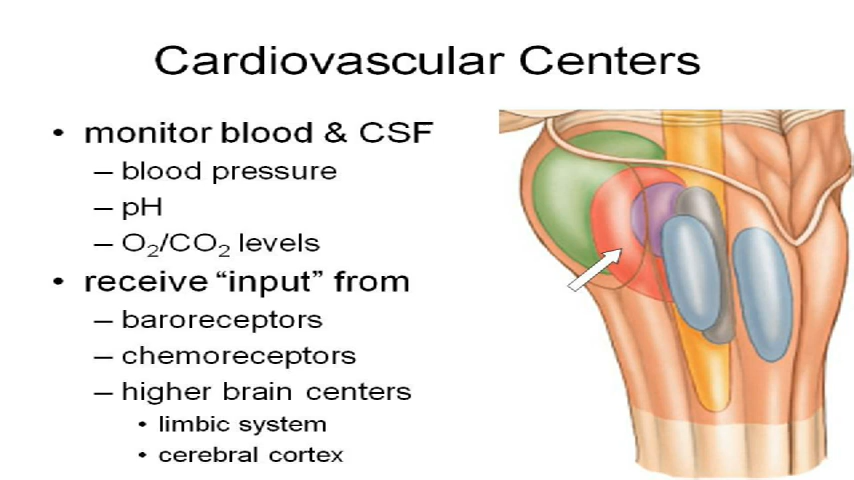 Cardiovascular Centers
• monitor blood & CSF
– blood pressure
– pH
– O₂/CO₂ levels
• receive “input” from
– baroreceptors
– chemoreceptors
– higher brain centers
• limbic system
• cerebral cortex